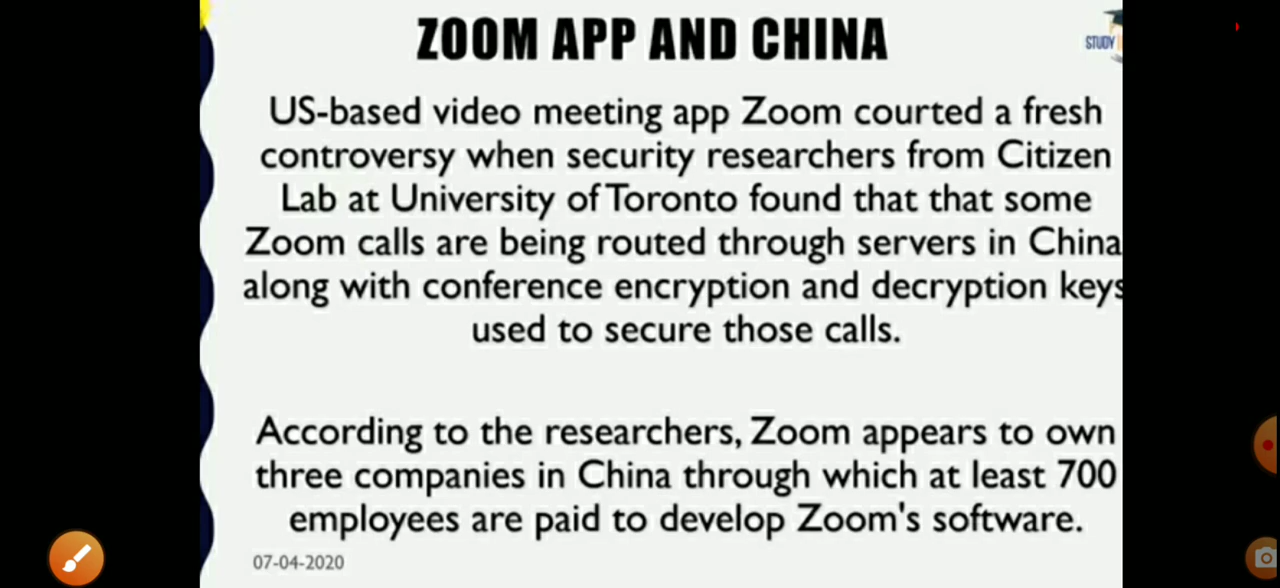 ZOOM APP AND CHINA
STUDY
US-based video meeting app Zoom courted a fresh
controversy when security researchers from Citizen
Lab at University of Toronto found that that some
Zoom calls are being routed through servers in China
along with conference encryption and decryption keys
used to secure those calls.
According to the researchers, Zoom appears to own
three companies in China through which at least 700
employees are paid to develop Zoom's software.
07-04-2020